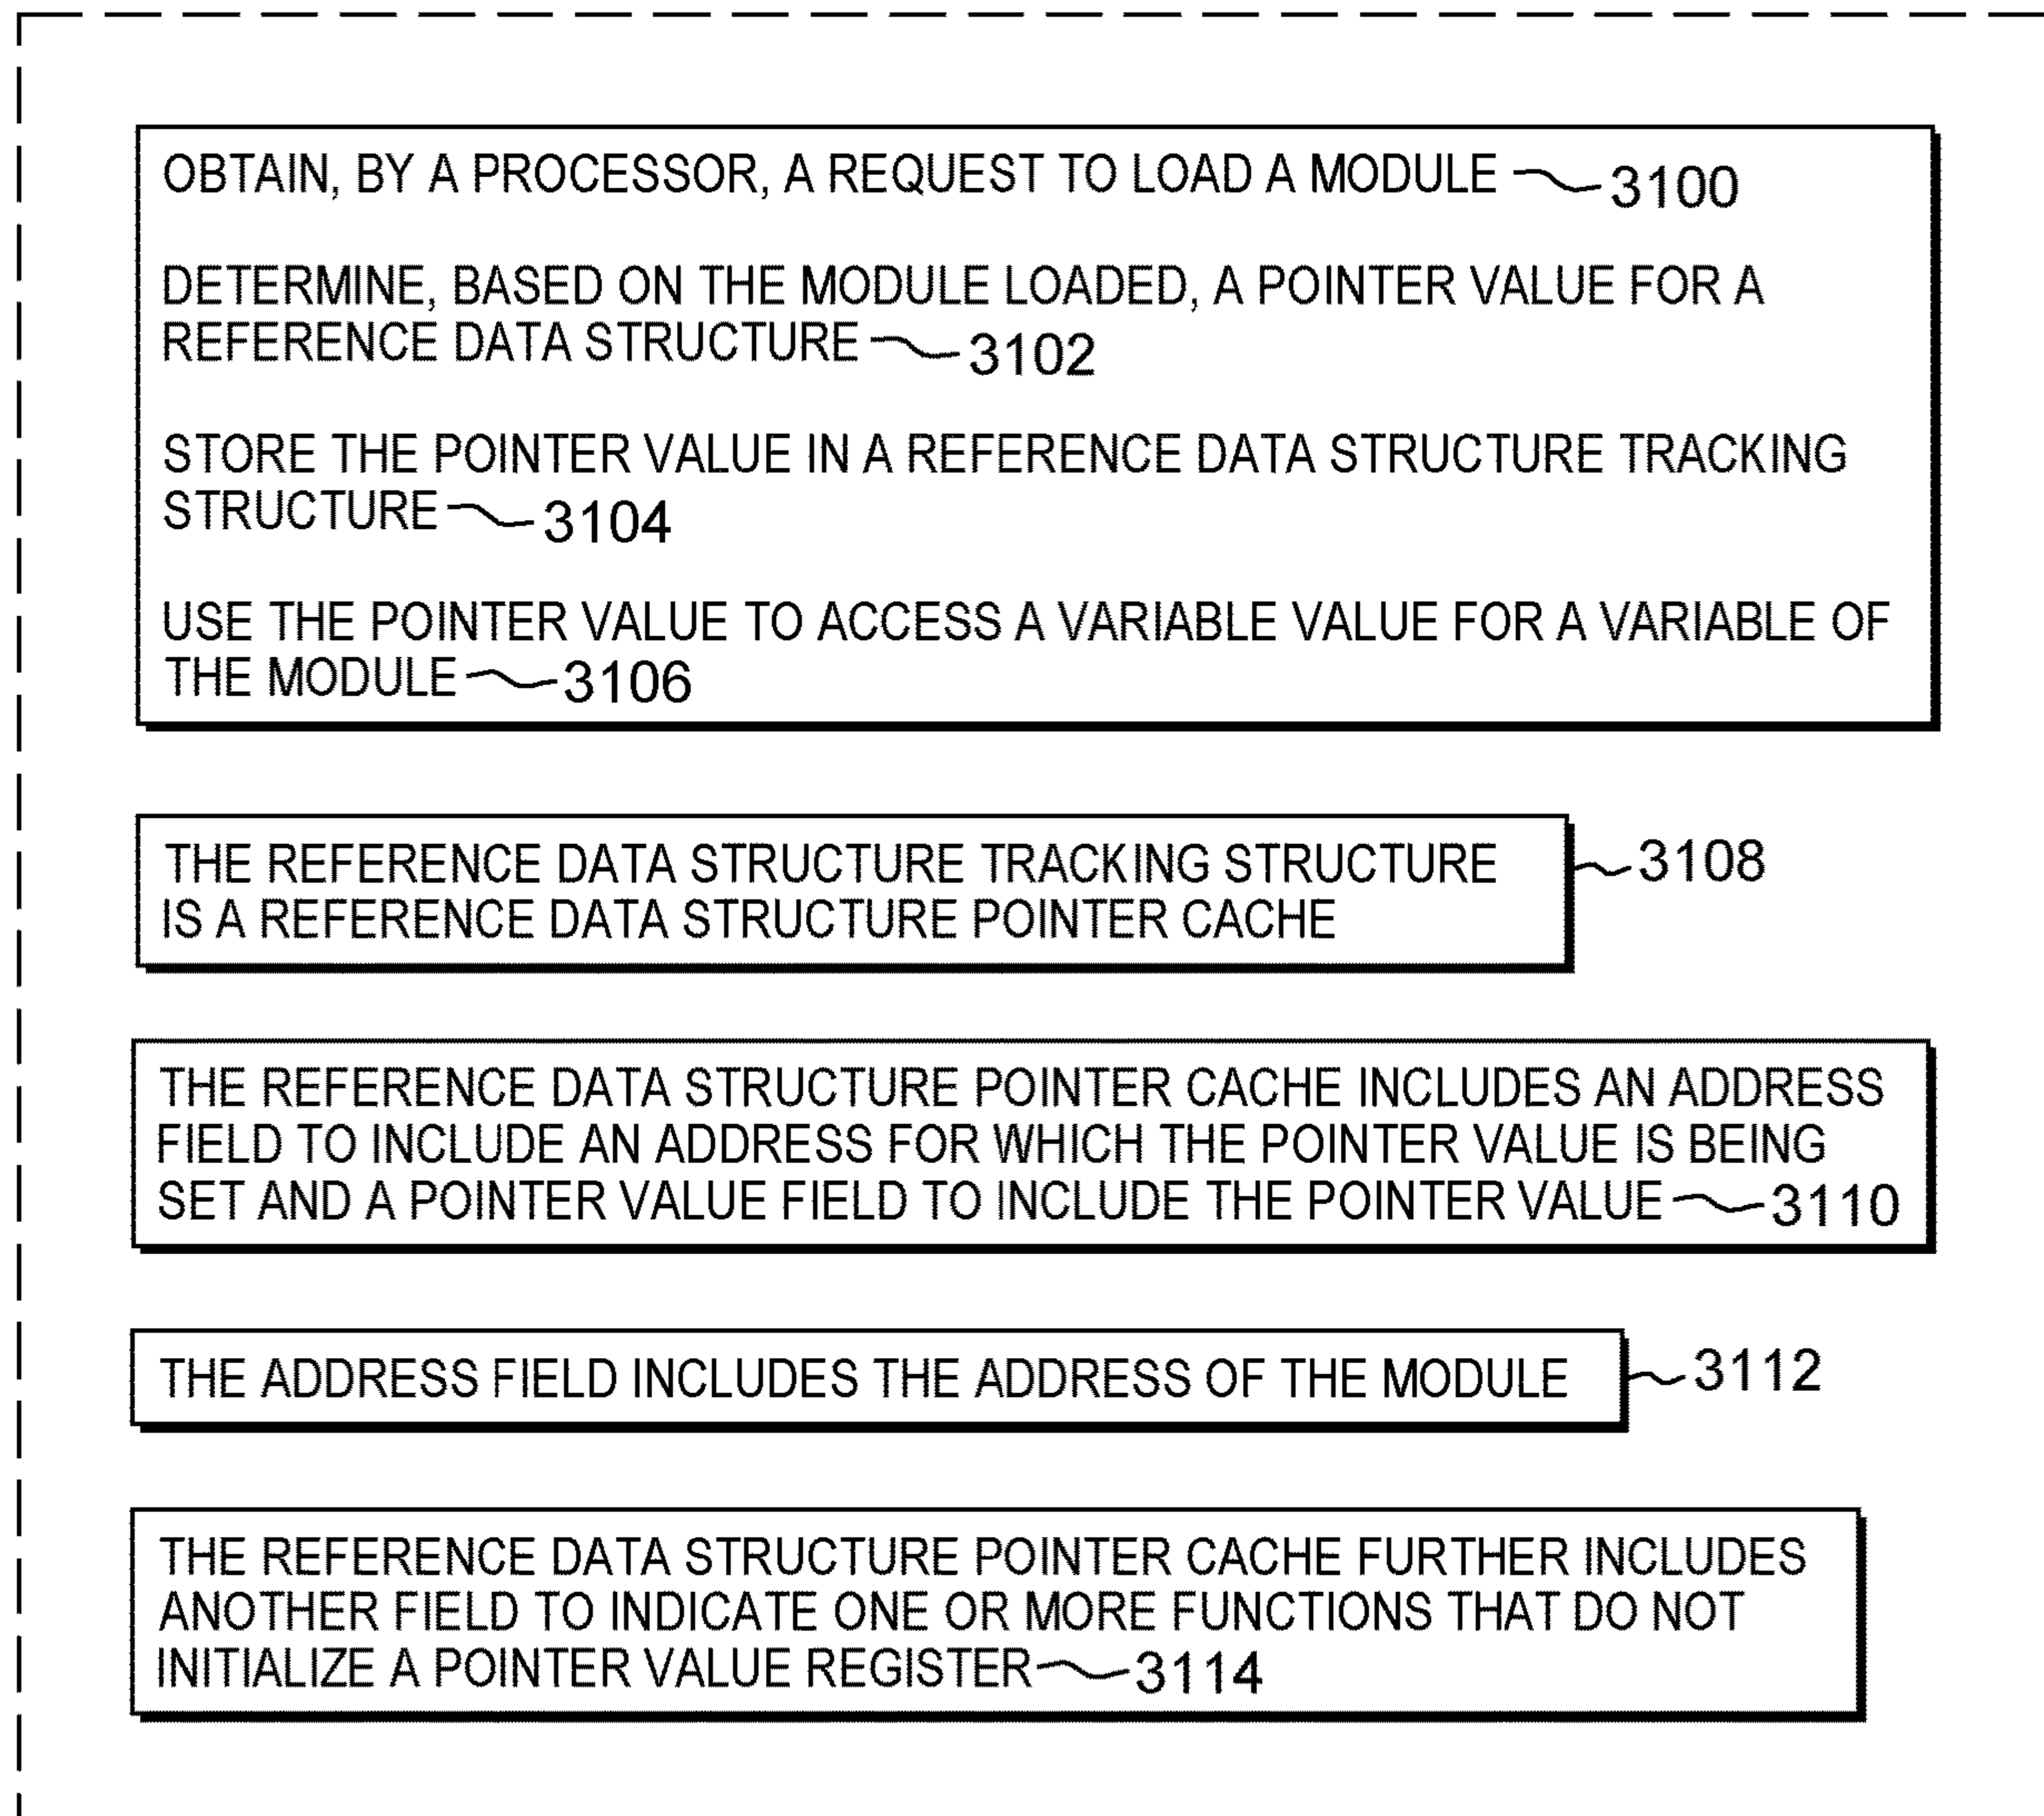 OBTAIN, BY A PROCESSOR, A REQUEST TO LOAD A MODULE 3100
DETERMINE, BASED ON THE MODULE LOADED, A POINTER VALUE FOR A
REFERENCE DATA STRUCTURE 3102
STORE THE POINTER VALUE IN A REFERENCE DATA STRUCTURE TRACKING
STRUCTURE 3104
USE THE POINTER VALUE TO ACCESS A VARIABLE VALUE FOR A VARIABLE OF
THE MODULE 3106
THE REFERENCE DATA STRUCTURE TRACKING STRUCTURE 3108
IS A REFERENCE DATA STRUCTURE POINTER CACHE
THE REFERENCE DATA STRUCTURE POINTER CACHE INCLUDES AN ADDRESS
FIELD TO INCLUDE AN ADDRESS FOR WHICH THE POINTER VALUE IS BEING
SET AND A POINTER VALUE FIELD TO INCLUDE THE POINTER VALUE 3110
THE ADDRESS FIELD INCLUDES THE ADDRESS OF THE MODULE 3112
THE REFERENCE DATA STRUCTURE POINTER CACHE FURTHER INCLUDES
ANOTHER FIELD TO INDICATE ONE OR MORE FUNCTIONS THAT DO NOT
INITIALIZE A POINTER VALUE REGISTER 3114